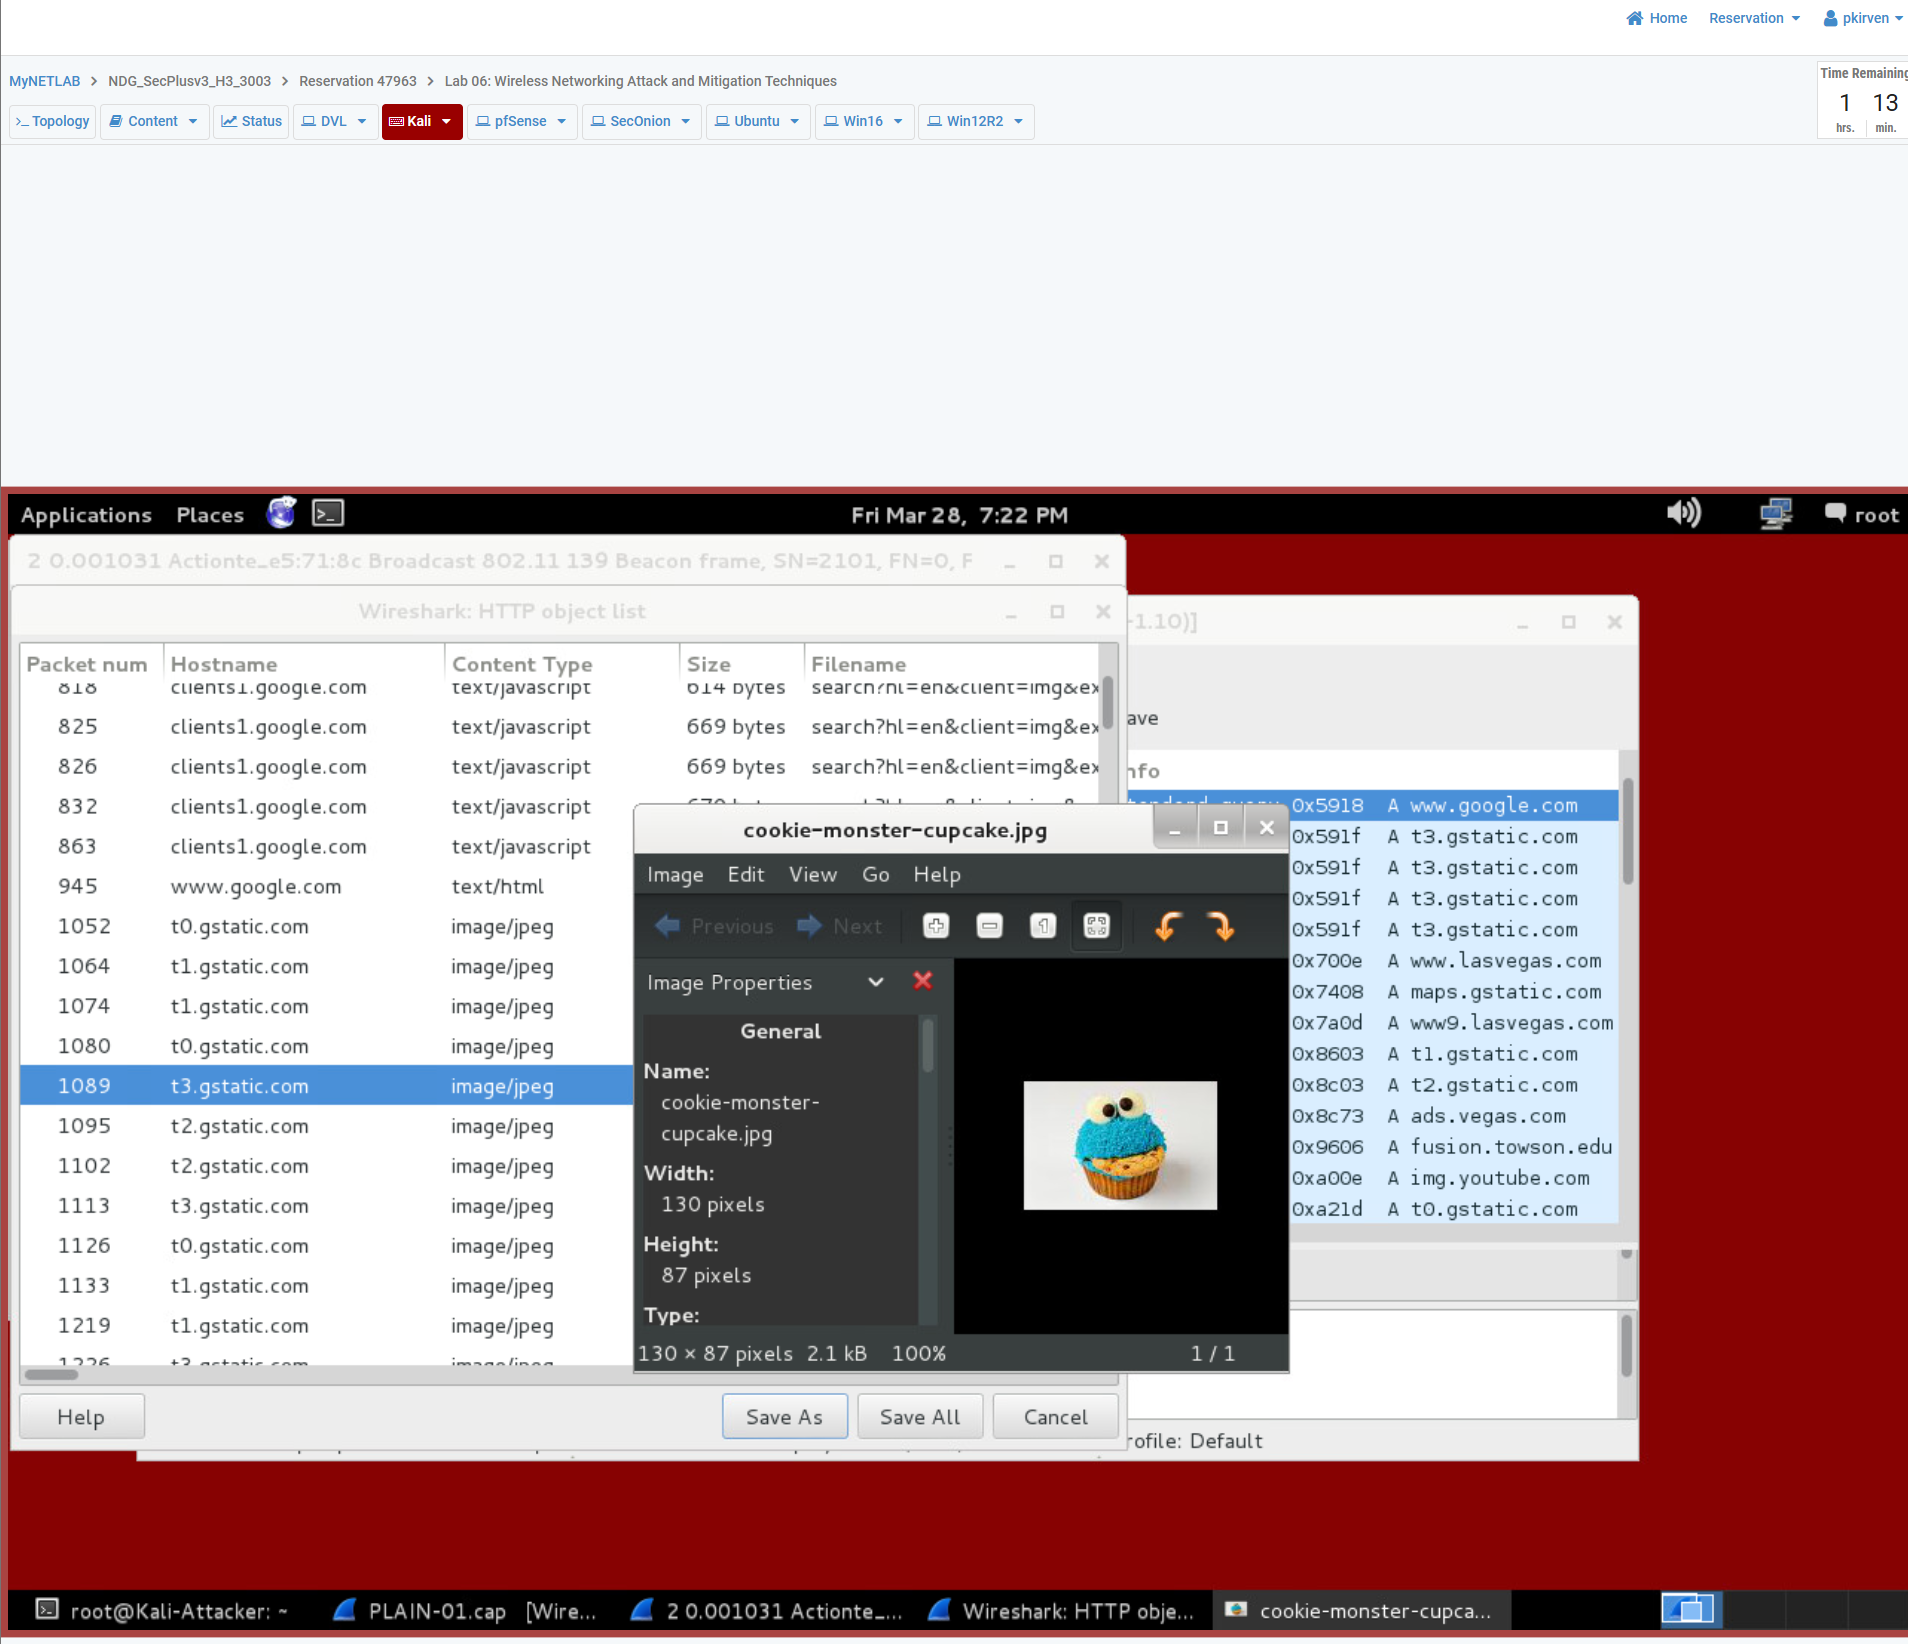 Home Reservation pkirven
MyNETLAB > NDG_SecPlusv3_H3_3003 > Reservation 47963 > Lab 06: Wireless Networking Attack and Mitigation Techniques
Time Remaining
1 13
hrs. min.
>_ Topology Content Status DVL Kali pfSense SecOnion Ubuntu Win16 Win12R2
Applications Places Fri Mar 28, 7:22 PM root
2 0.001031 Actionte_e5:71:8c Broadcast 802.11 139 Beacon frame, SN=2101, FN=0, F
Wireshark: HTTP object list
-1.10)]
Packet num Hostname Content Type Size Filename
818 clients1.google.com text/javascript 614 bytes search?hl=en&client=img&ex
825 clients1.google.com text/javascript 669 bytes search?hl=en&client=img&ex
826 clients1.google.com text/javascript 669 bytes search?hl=en&client=img&ex
832 clients1.google.com text/javascript
863 clients1.google.com text/javascript
945 www.google.com text/html
1052 t0.gstatic.com image/jpeg
1064 t1.gstatic.com image/jpeg
1074 t1.gstatic.com image/jpeg
1080 t0.gstatic.com image/jpeg
1089 t3.gstatic.com image/jpeg
1095 t2.gstatic.com image/jpeg
1102 t2.gstatic.com image/jpeg
1113 t3.gstatic.com image/jpeg
1126 t0.gstatic.com image/jpeg
1133 t1.gstatic.com image/jpeg
1219 t1.gstatic.com image/jpeg
1226 t3.gstatic.com image/jpeg
Help Save As Save All Cancel
cookie-monster-cupcake.jpg
Image Edit View Go Help
Previous Next
Image Properties
General
Name:
cookie-monster-
cupcake.jpg
Width:
130 pixels
Height:
87 pixels
Type:
130 × 87 pixels 2.1 kB 100% 1 / 1
ave
nfo
0x5918 A www.google.com
0x591f A t3.gstatic.com
0x591f A t3.gstatic.com
0x591f A t3.gstatic.com
0x591f A t3.gstatic.com
0x700e A www.lasvegas.com
0x7408 A maps.gstatic.com
0x7a0d A www9.lasvegas.com
0x8603 A t1.gstatic.com
0x8c03 A t2.gstatic.com
0x8c73 A ads.vegas.com
0x9606 A fusion.towson.edu
0xa00e A img.youtube.com
0xa21d A t0.gstatic.com
rofile: Default
root@Kali-Attacker: ~ PLAIN-01.cap [Wire... 2 0.001031 Actionte_... Wireshark: HTTP obje... cookie-monster-cupca...